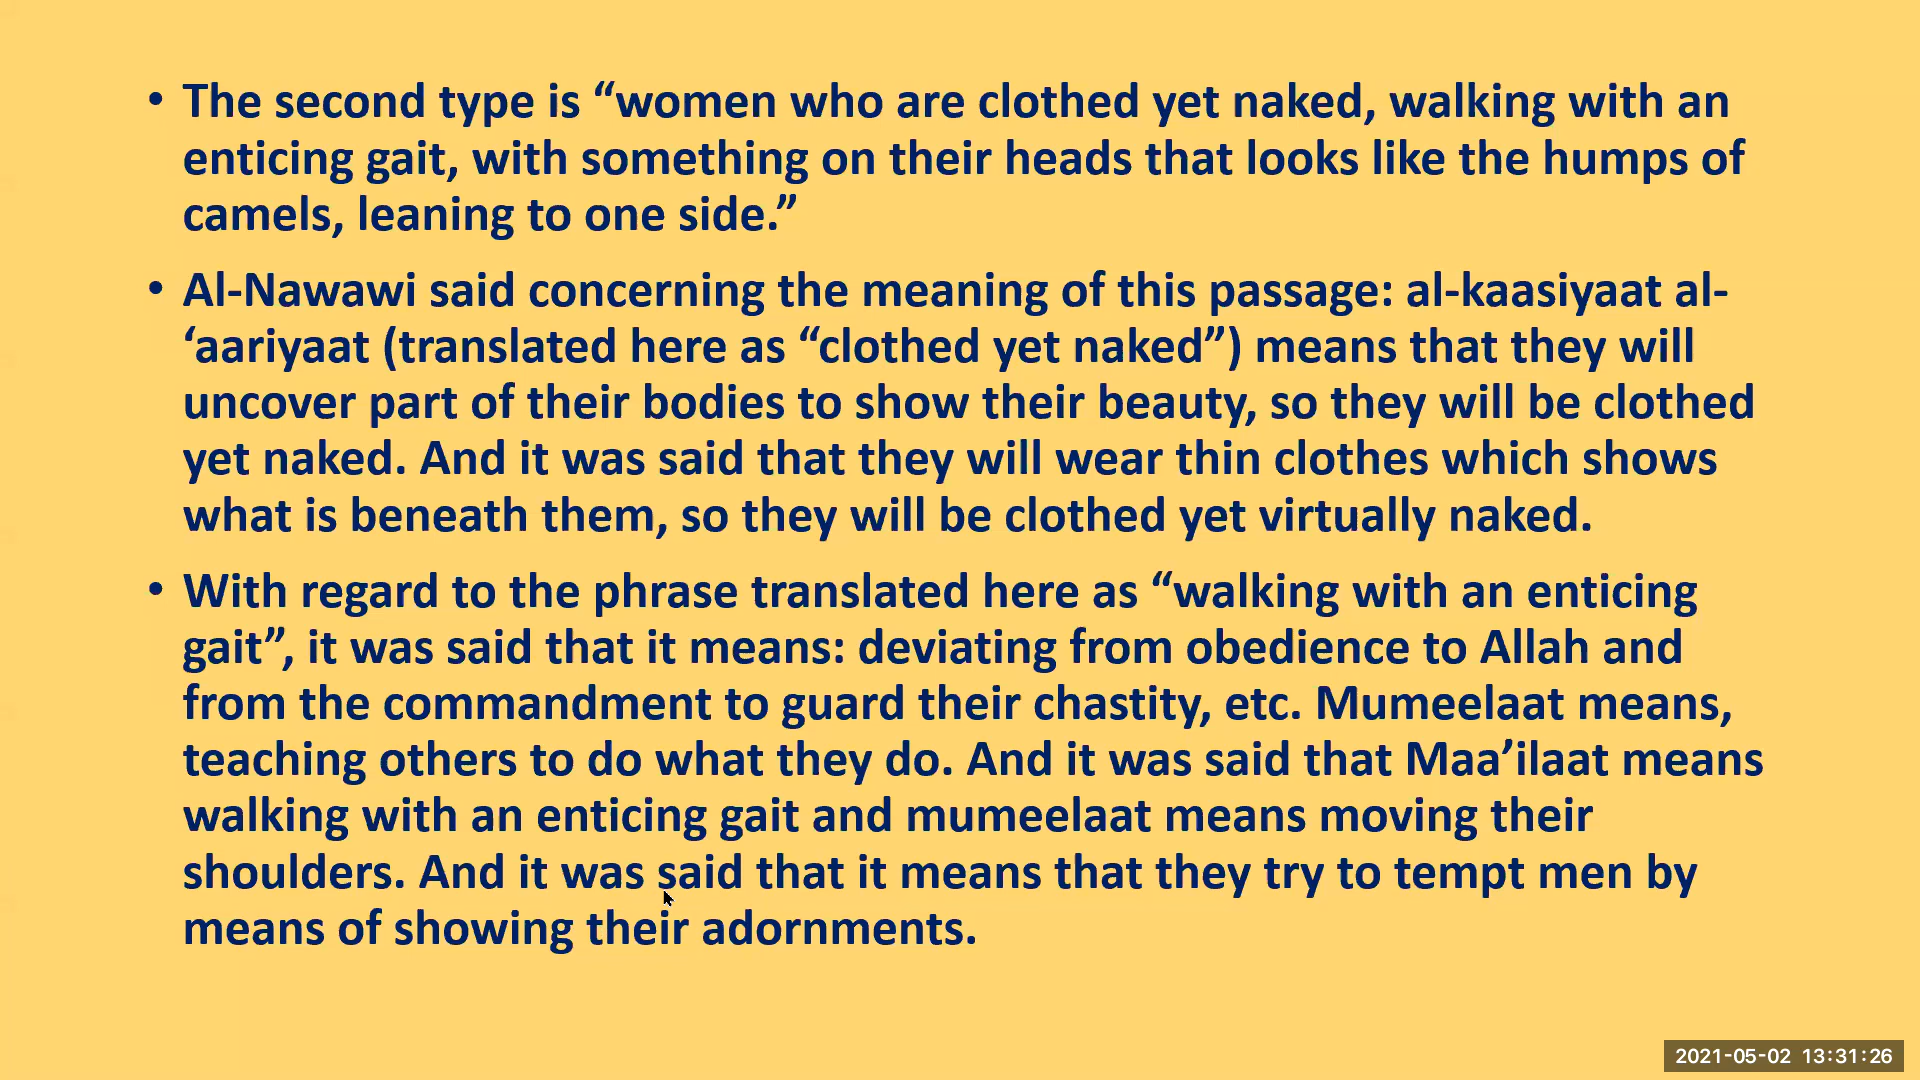 • The second type is “women who are clothed yet naked, walking with an
enticing gait, with something on their heads that looks like the humps of
camels, leaning to one side.”
• Al-Nawawi said concerning the meaning of this passage: al-kaasiyaat al-
‘aariyaat (translated here as “clothed yet naked”) means that they will
uncover part of their bodies to show their beauty, so they will be clothed
yet naked. And it was said that they will wear thin clothes which shows
what is beneath them, so they will be clothed yet virtually naked.
• With regard to the phrase translated here as “walking with an enticing
gait”, it was said that it means: deviating from obedience to Allah and
from the commandment to guard their chastity, etc. Mumeelaat means,
teaching others to do what they do. And it was said that Maa’ilaat means
walking with an enticing gait and mumeelaat means moving their
shoulders. And it was said that it means that they try to tempt men by
means of showing their adornments.
2021-05-02 13:31:26